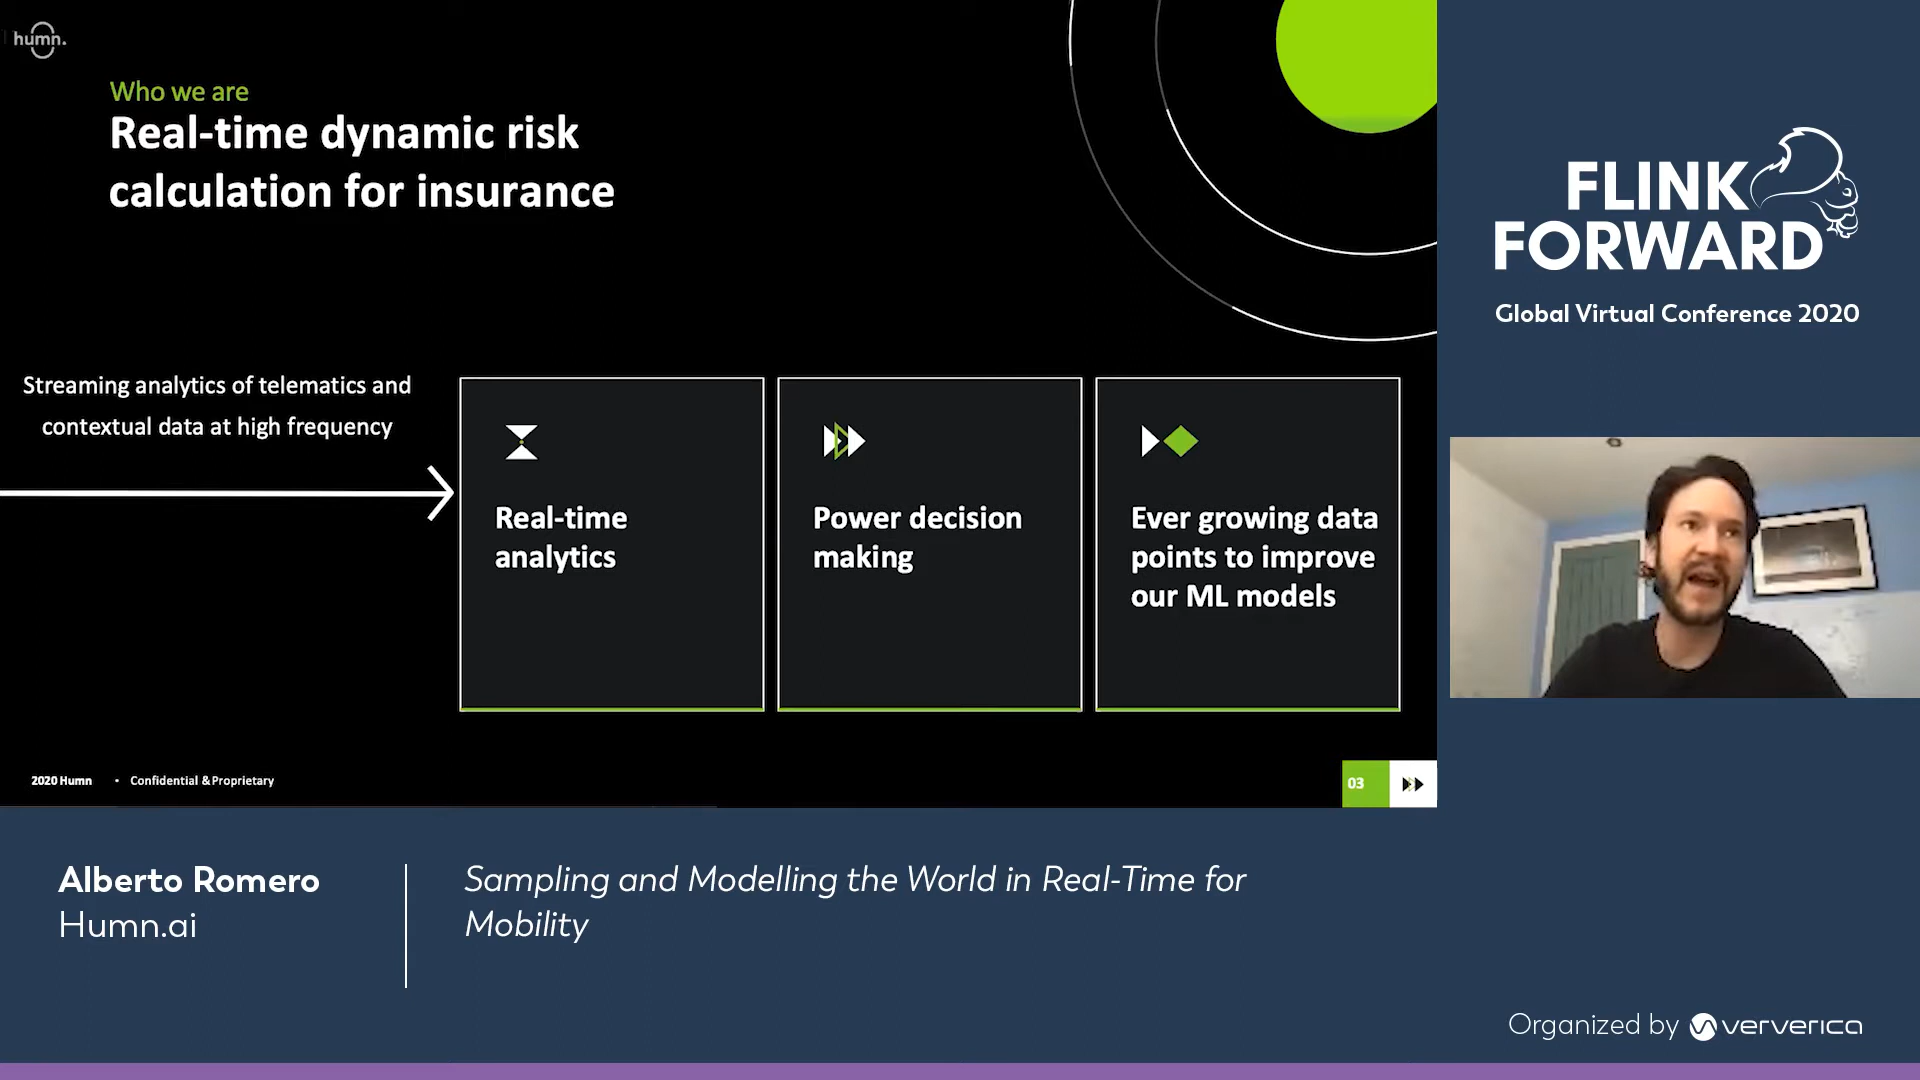 humn.
Who we are
Real-time dynamic risk
calculation for insurance
Streaming analytics of telematics and
contextual data at high frequency
Real-time
analytics
Power decision
making
Ever growing data
points to improve
our ML models
2020 Humn • Confidential & Proprietary
03
FLINK
FORWARD
Global Virtual Conference 2020
Alberto Romero
Humn.ai
Sampling and Modelling the World in Real-Time for
Mobility
Organized by ververica